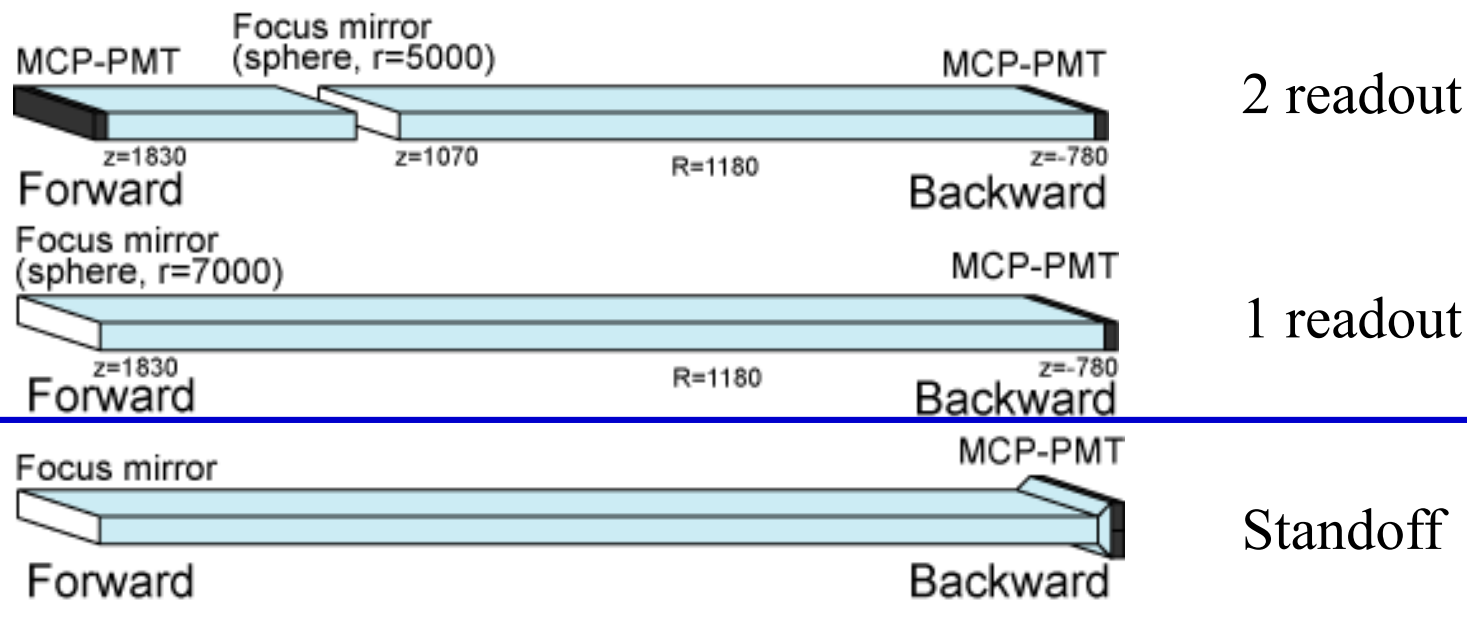 Focus mirror
(sphere, r=5000)
MCP-PMT
MCP-PMT
2 readout
z=1830
z=1070
R=1180
z=-780
Forward
Backward
Focus mirror
(sphere, r=7000)
MCP-PMT
1 readout
z=1830
R=1180
z=-780
Forward
Backward
MCP-PMT
Focus mirror
Standoff
Forward
Backward